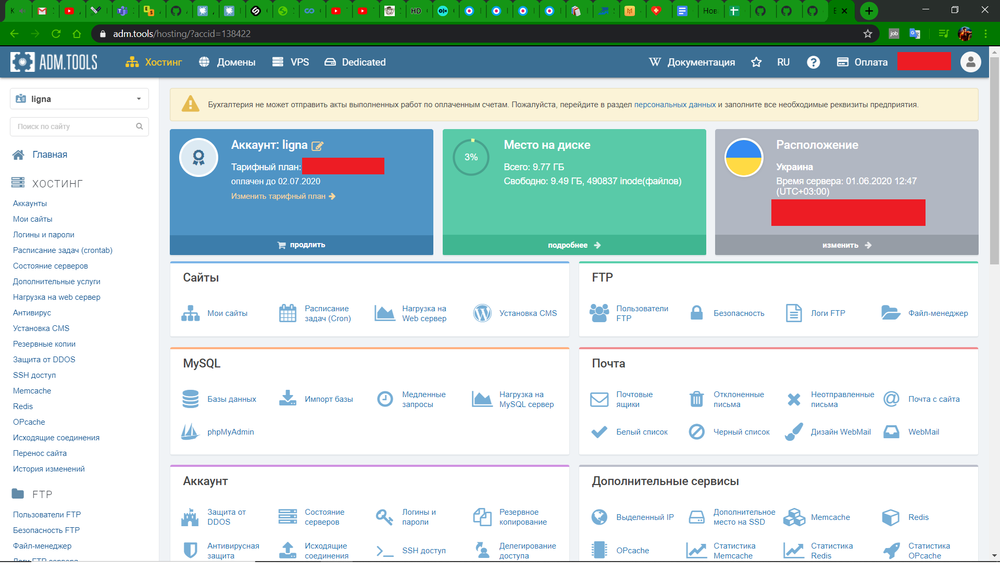 HD
olx
Нов
adm.tools/hosting/?accid=138422
job
ADM.TOOLS
Хостинг
Домены
VPS
Dedicated
Документация
RU
Оплата
ligna
Поиск по сайту
Главная
ХОСТИНГ
Аккаунты
Мои сайты
Логины и пароли
Расписание задач (crontab)
Состояние серверов
Дополнительные услуги
Нагрузка на web сервер
Антивирус
Установка CMS
Резервные копии
Защита от DDOS
SSH доступ
Memcache
Redis
OPcache
Исходящие соединения
Перенос сайта
История изменений
FTP
Пользователи FTP
Безопасность FTP
Файл-менеджер
Логи FTP сервера
Бухгалтерия не может отправить акты выполненных работ по оплаченным счетам. Пожалуйста, перейдите в раздел персональных данных и заполните все необходимые реквизиты предприятия.
Аккаунт: ligna
Тарифный план:
оплачен до 02.07.2020
Изменить тарифный план
продлить
3%
Место на диске
Всего: 9.77 ГБ
Свободно: 9.49 ГБ, 490837 inode(файлов)
подробнее
Расположение
Украина
Время сервера: 01.06.2020 12:47
(UTC+03:00)
изменить
Сайты
Мои сайты
Расписание
задач (Cron)
Нагрузка на
Web сервер
Установка CMS
FTP
Пользователи
FTP
Безопасность
Логи FTP
Файл-менеджер
MySQL
Базы данных
Импорт базы
Медленные
запросы
Нагрузка на
MySQL сервер
phpMyAdmin
Почта
Почтовые
ящики
Отклоненные
письма
Неотправленные
письма
Почта с сайта
Белый список
Черный список
Дизайн WebMail
WebMail
Аккаунт
Защита от
DDOS
Состояние
серверов
Логины и
пароли
Резервное
копирование
Антивирусная
защита
Исходящие
соединения
SSH доступ
Делегирование
доступа
Дополнительные сервисы
Выделенный IP
Дополнительное
место на SSD
Memcache
Redis
OPcache
Статистика
Memcache
Статистика
Redis
Статистика
OPcache